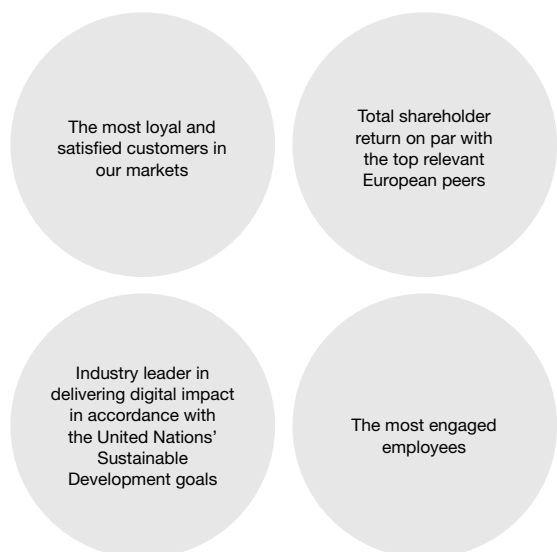 The most loyal and
satisfied customers in
our markets
Total shareholder
return on par with
the top relevant
European peers
Industry leader in
delivering digital impact
in accordance with
the United Nations’
Sustainable
Development goals
The most engaged
employees